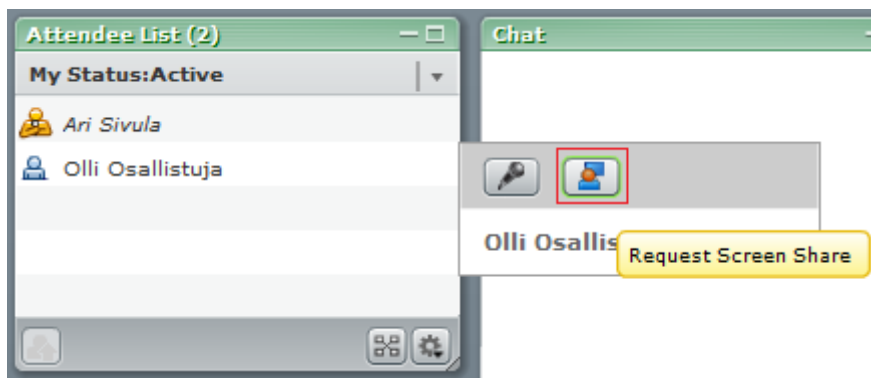 Attendee List (2)
Chat
My Status:Active
Ari Sivula
Olli Osallistuja
Olli Osallis
Request Screen Share